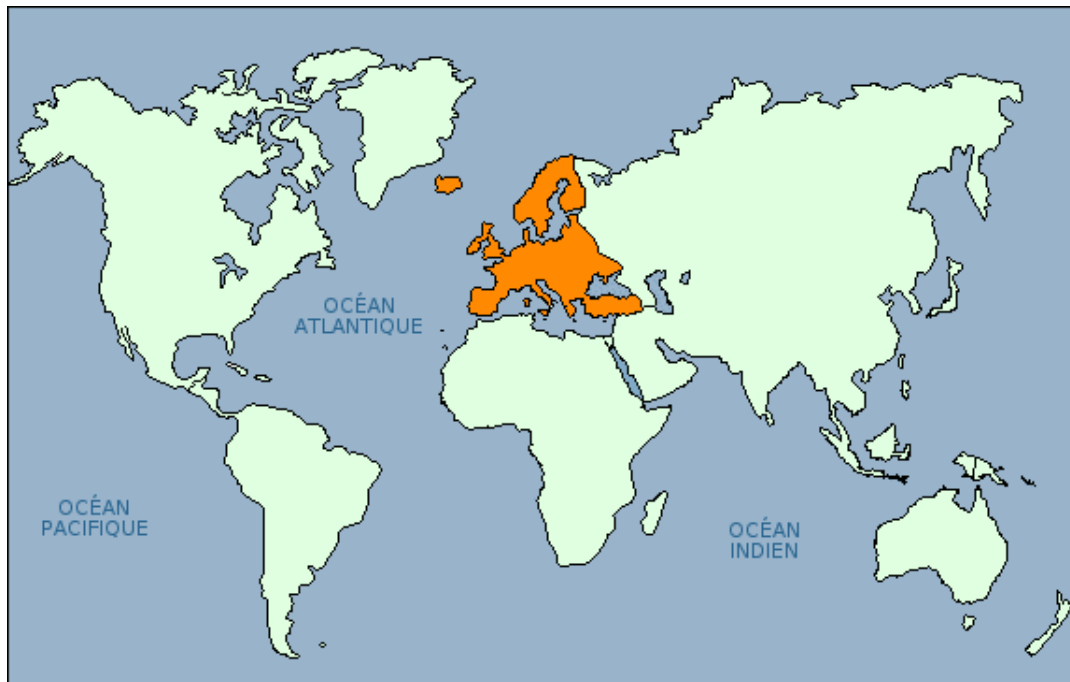 OCÉAN
ATLANTIQUE
OCÉAN
PACIFIQUE
OCÉAN
INDIEN